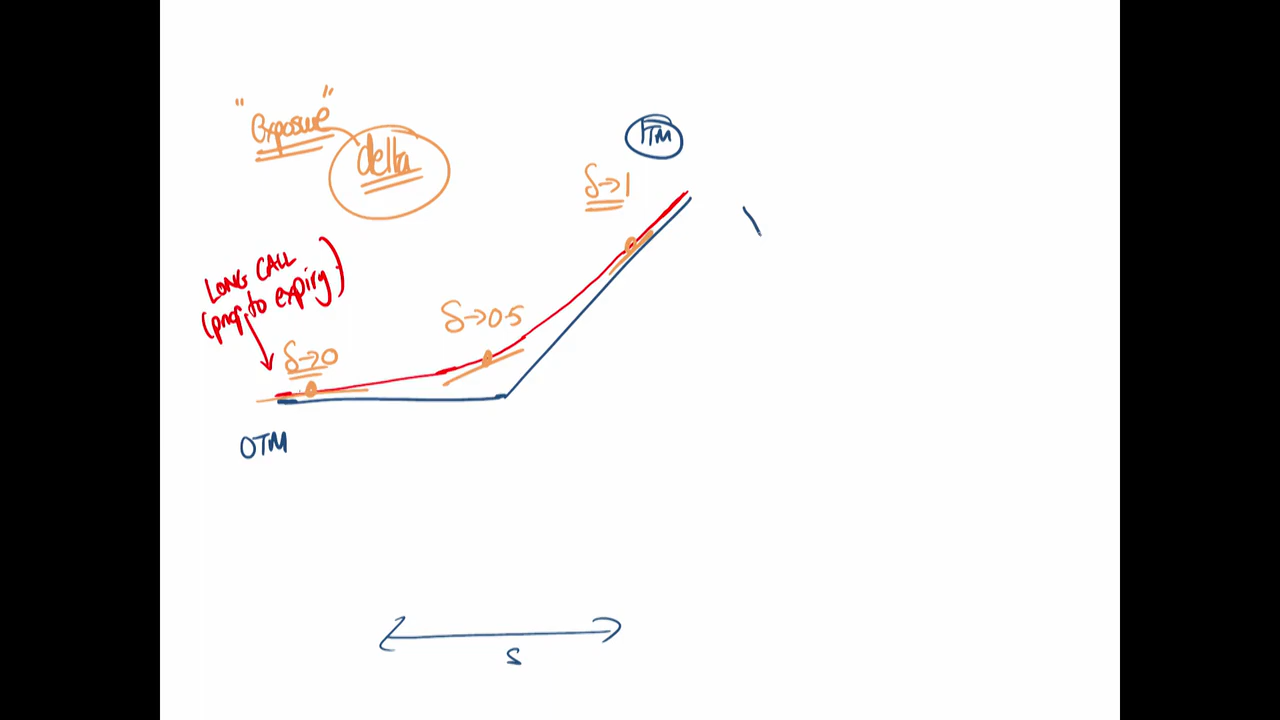 "Exposure"
delta
ITM
δ→1
LONG CALL
(prior to expiry)
δ→0.5
δ→0
OTM
S